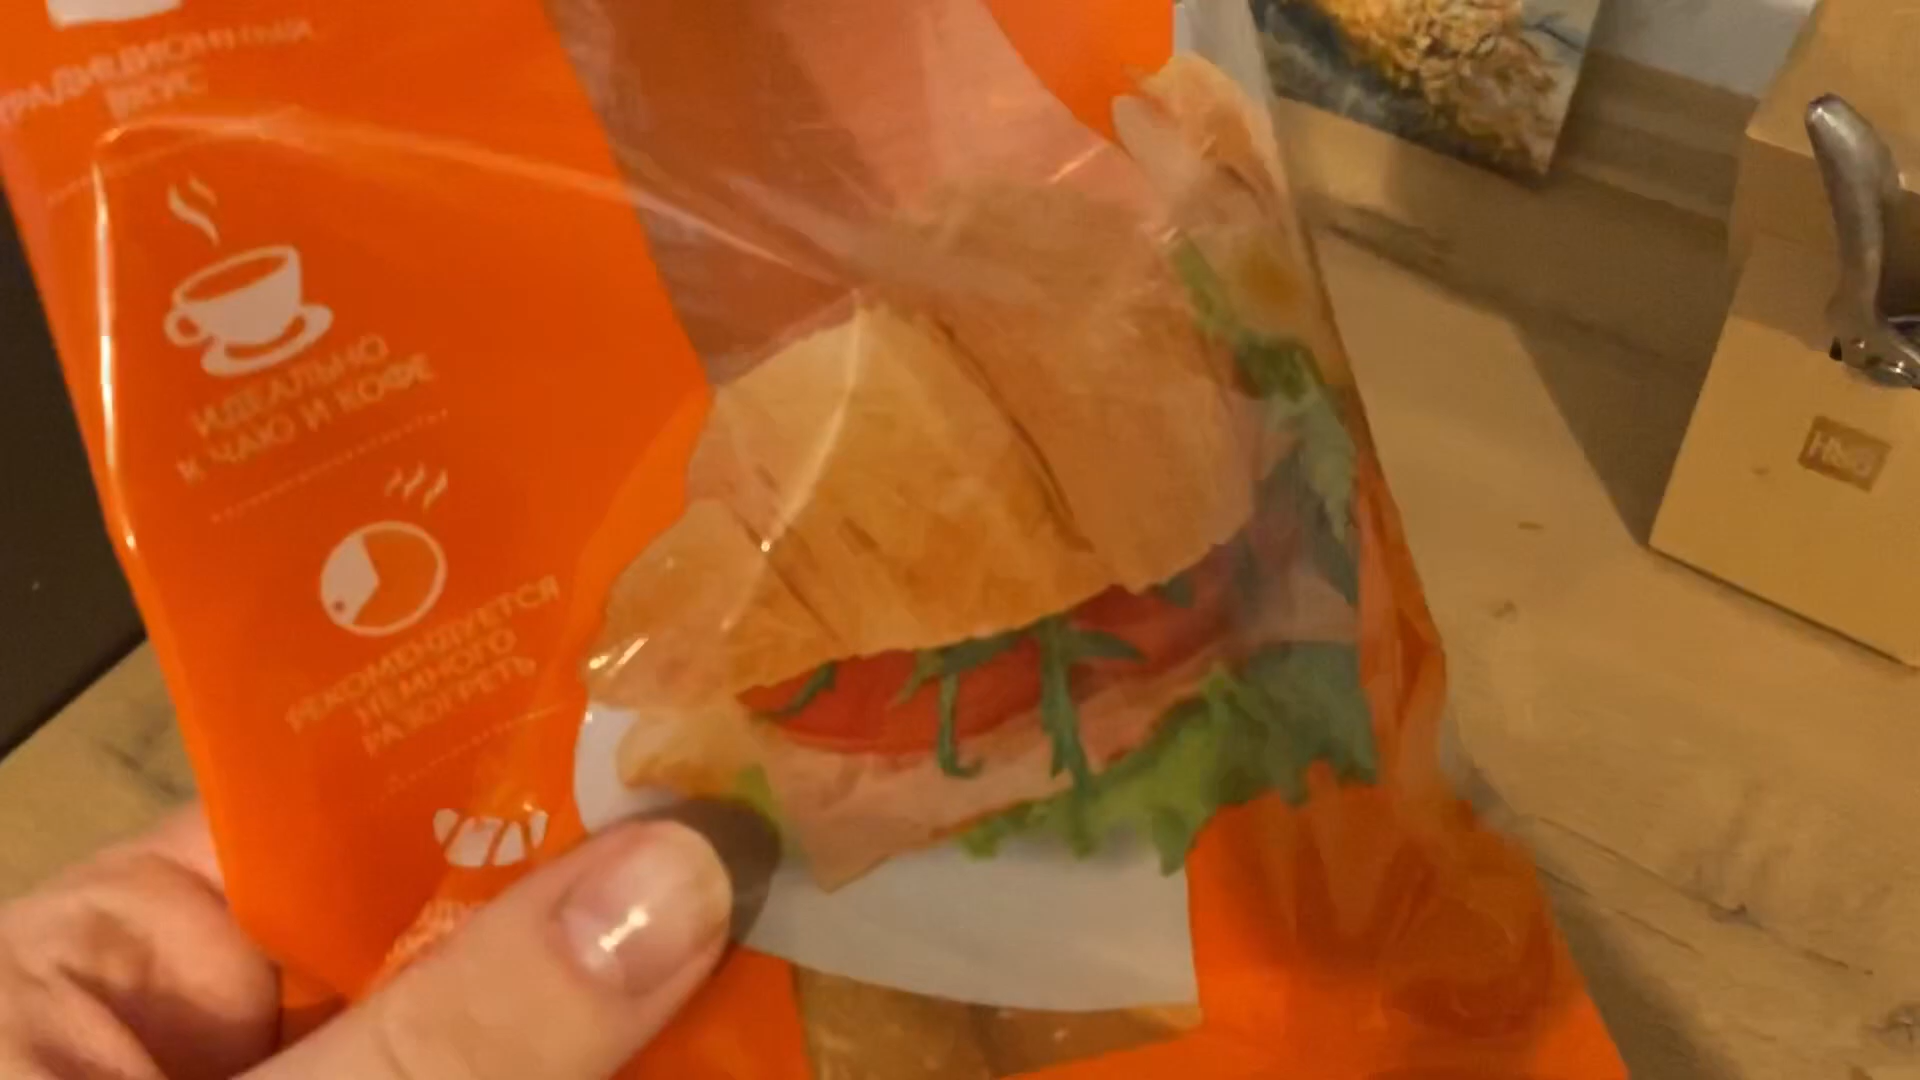 ТРАДИЦИОННЫЙ
ВКУС
ИДЕАЛЬНО
К ЧАЮ И КОФЕ
РЕКОМЕНДУЕТСЯ
НЕМНОГО
РАЗОГРЕТЬ